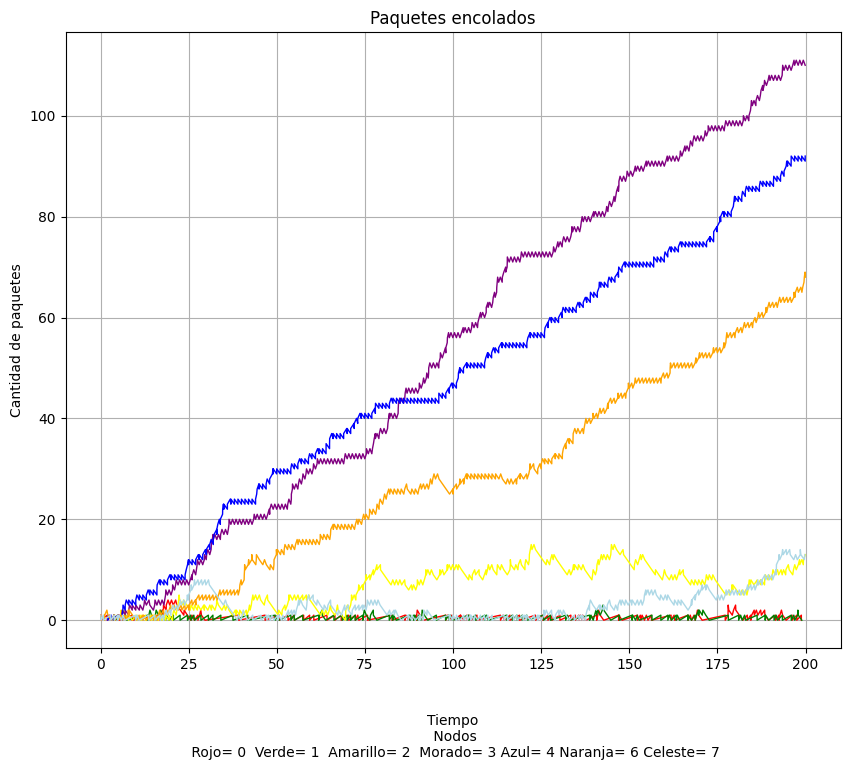 Paquetes encolados
100
80
60
40
20
0
Cantidad de paquetes
0 25 50 75 100 125 150 175 200
Tiempo
Nodos
Rojo= 0  Verde= 1  Amarillo= 2  Morado= 3 Azul= 4 Naranja= 6 Celeste= 7